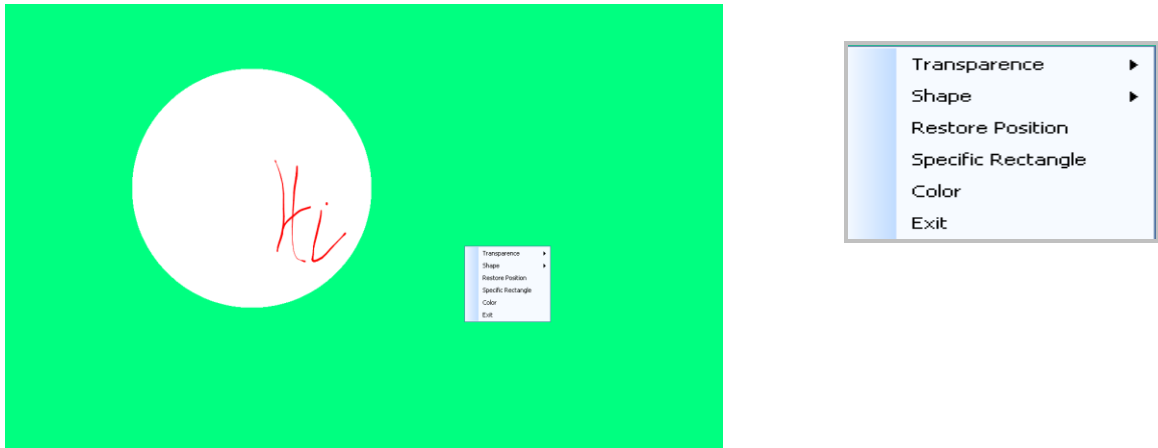 Hi
Transparence
Shape
Restore Position
Specific Rectangle
Color
Exit
Transparence
Shape
Restore Position
Specific Rectangle
Color
Exit